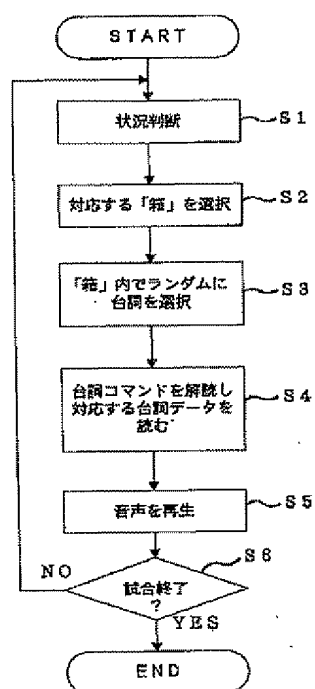 START
状況判断
S1
対応する「箱」を選択
S2
「箱」内でランダムに
台詞を選択
S3
台詞コマンドを解読し
対応する台詞データを
読む
S4
音声を再生
S5
S6
試合終了
?
NO
YES
END